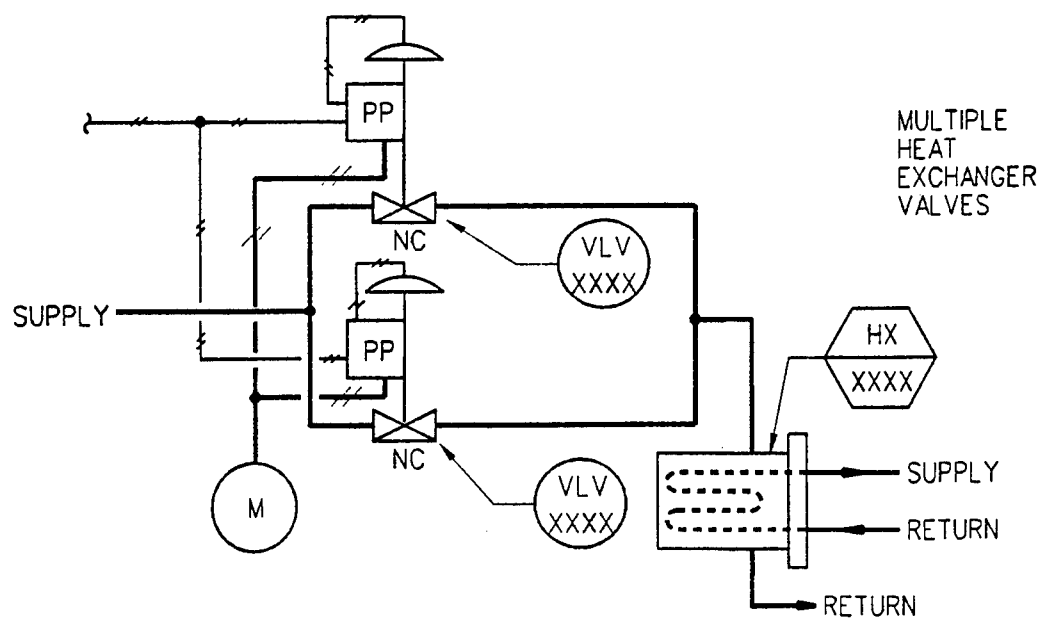 PP
MULTIPLE
HEAT
EXCHANGER
VALVES
NC
VLV
XXXX
SUPPLY
PP
HX
XXXX
NC
VLV
XXXX
M
SUPPLY
RETURN
RETURN